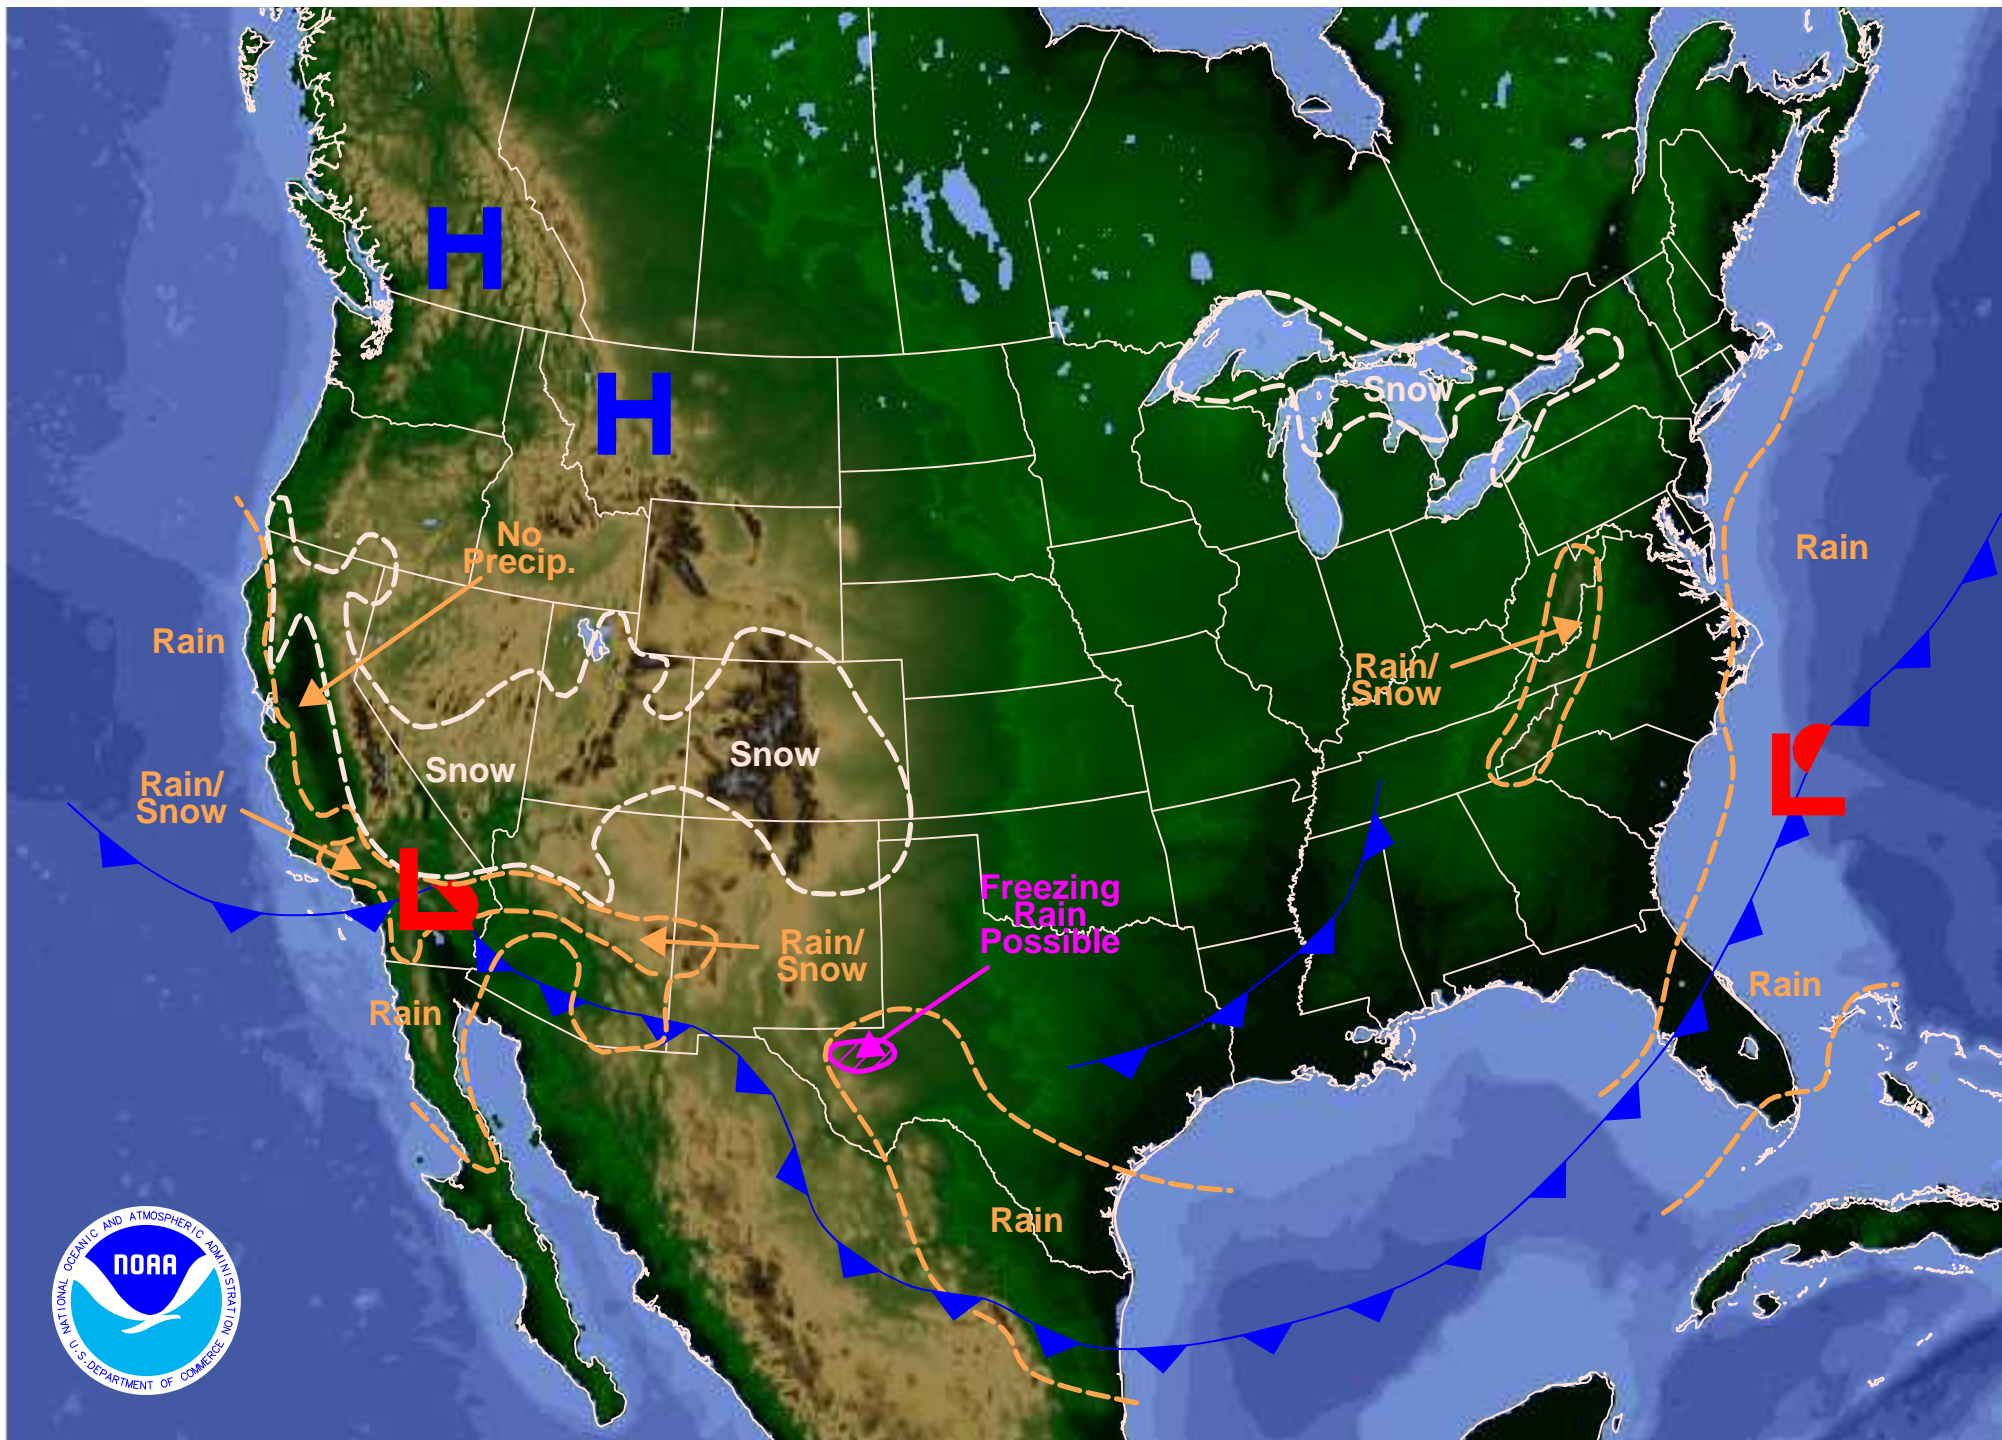 H
H
Snow
No
Precip.
Rain
Rain
Rain/
Snow
Rain/
Snow
Snow
Snow
L
L
Freezing
Rain
Possible
Rain/
Snow
Rain
Rain
Rain
NATIONAL OCEANIC AND ATMOSPHERIC ADMINISTRATION
NOAA
U.S. DEPARTMENT OF COMMERCE